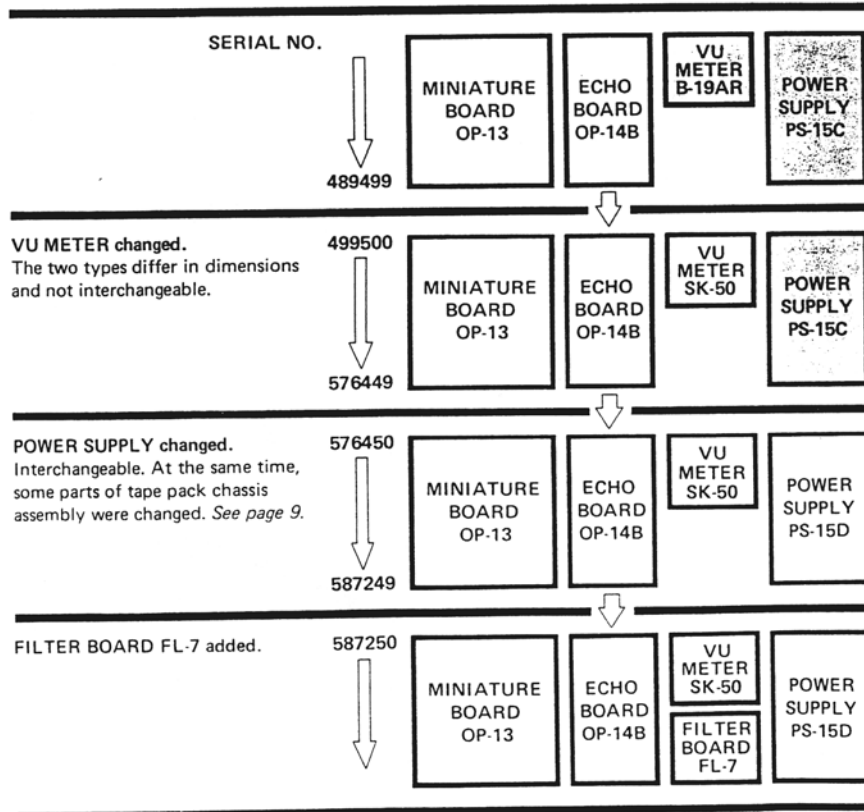 SERIAL NO.
489499
MINIATURE
BOARD
OP-13
ECHO
BOARD
OP-14B
VU
METER
B-19AR
POWER
SUPPLY
PS-15C
VU METER changed.
The two types differ in dimensions
and not interchangeable.
499500
576449
MINIATURE
BOARD
OP-13
ECHO
BOARD
OP-14B
VU
METER
SK-50
POWER
SUPPLY
PS-15C
POWER SUPPLY changed.
Interchangeable. At the same time,
some parts of tape pack chassis
assembly were changed. See page 9.
576450
587249
MINIATURE
BOARD
OP-13
ECHO
BOARD
OP-14B
VU
METER
SK-50
POWER
SUPPLY
PS-15D
FILTER BOARD FL-7 added.
587250
MINIATURE
BOARD
OP-13
ECHO
BOARD
OP-14B
VU
METER
SK-50
FILTER
BOARD
FL-7
POWER
SUPPLY
PS-15D